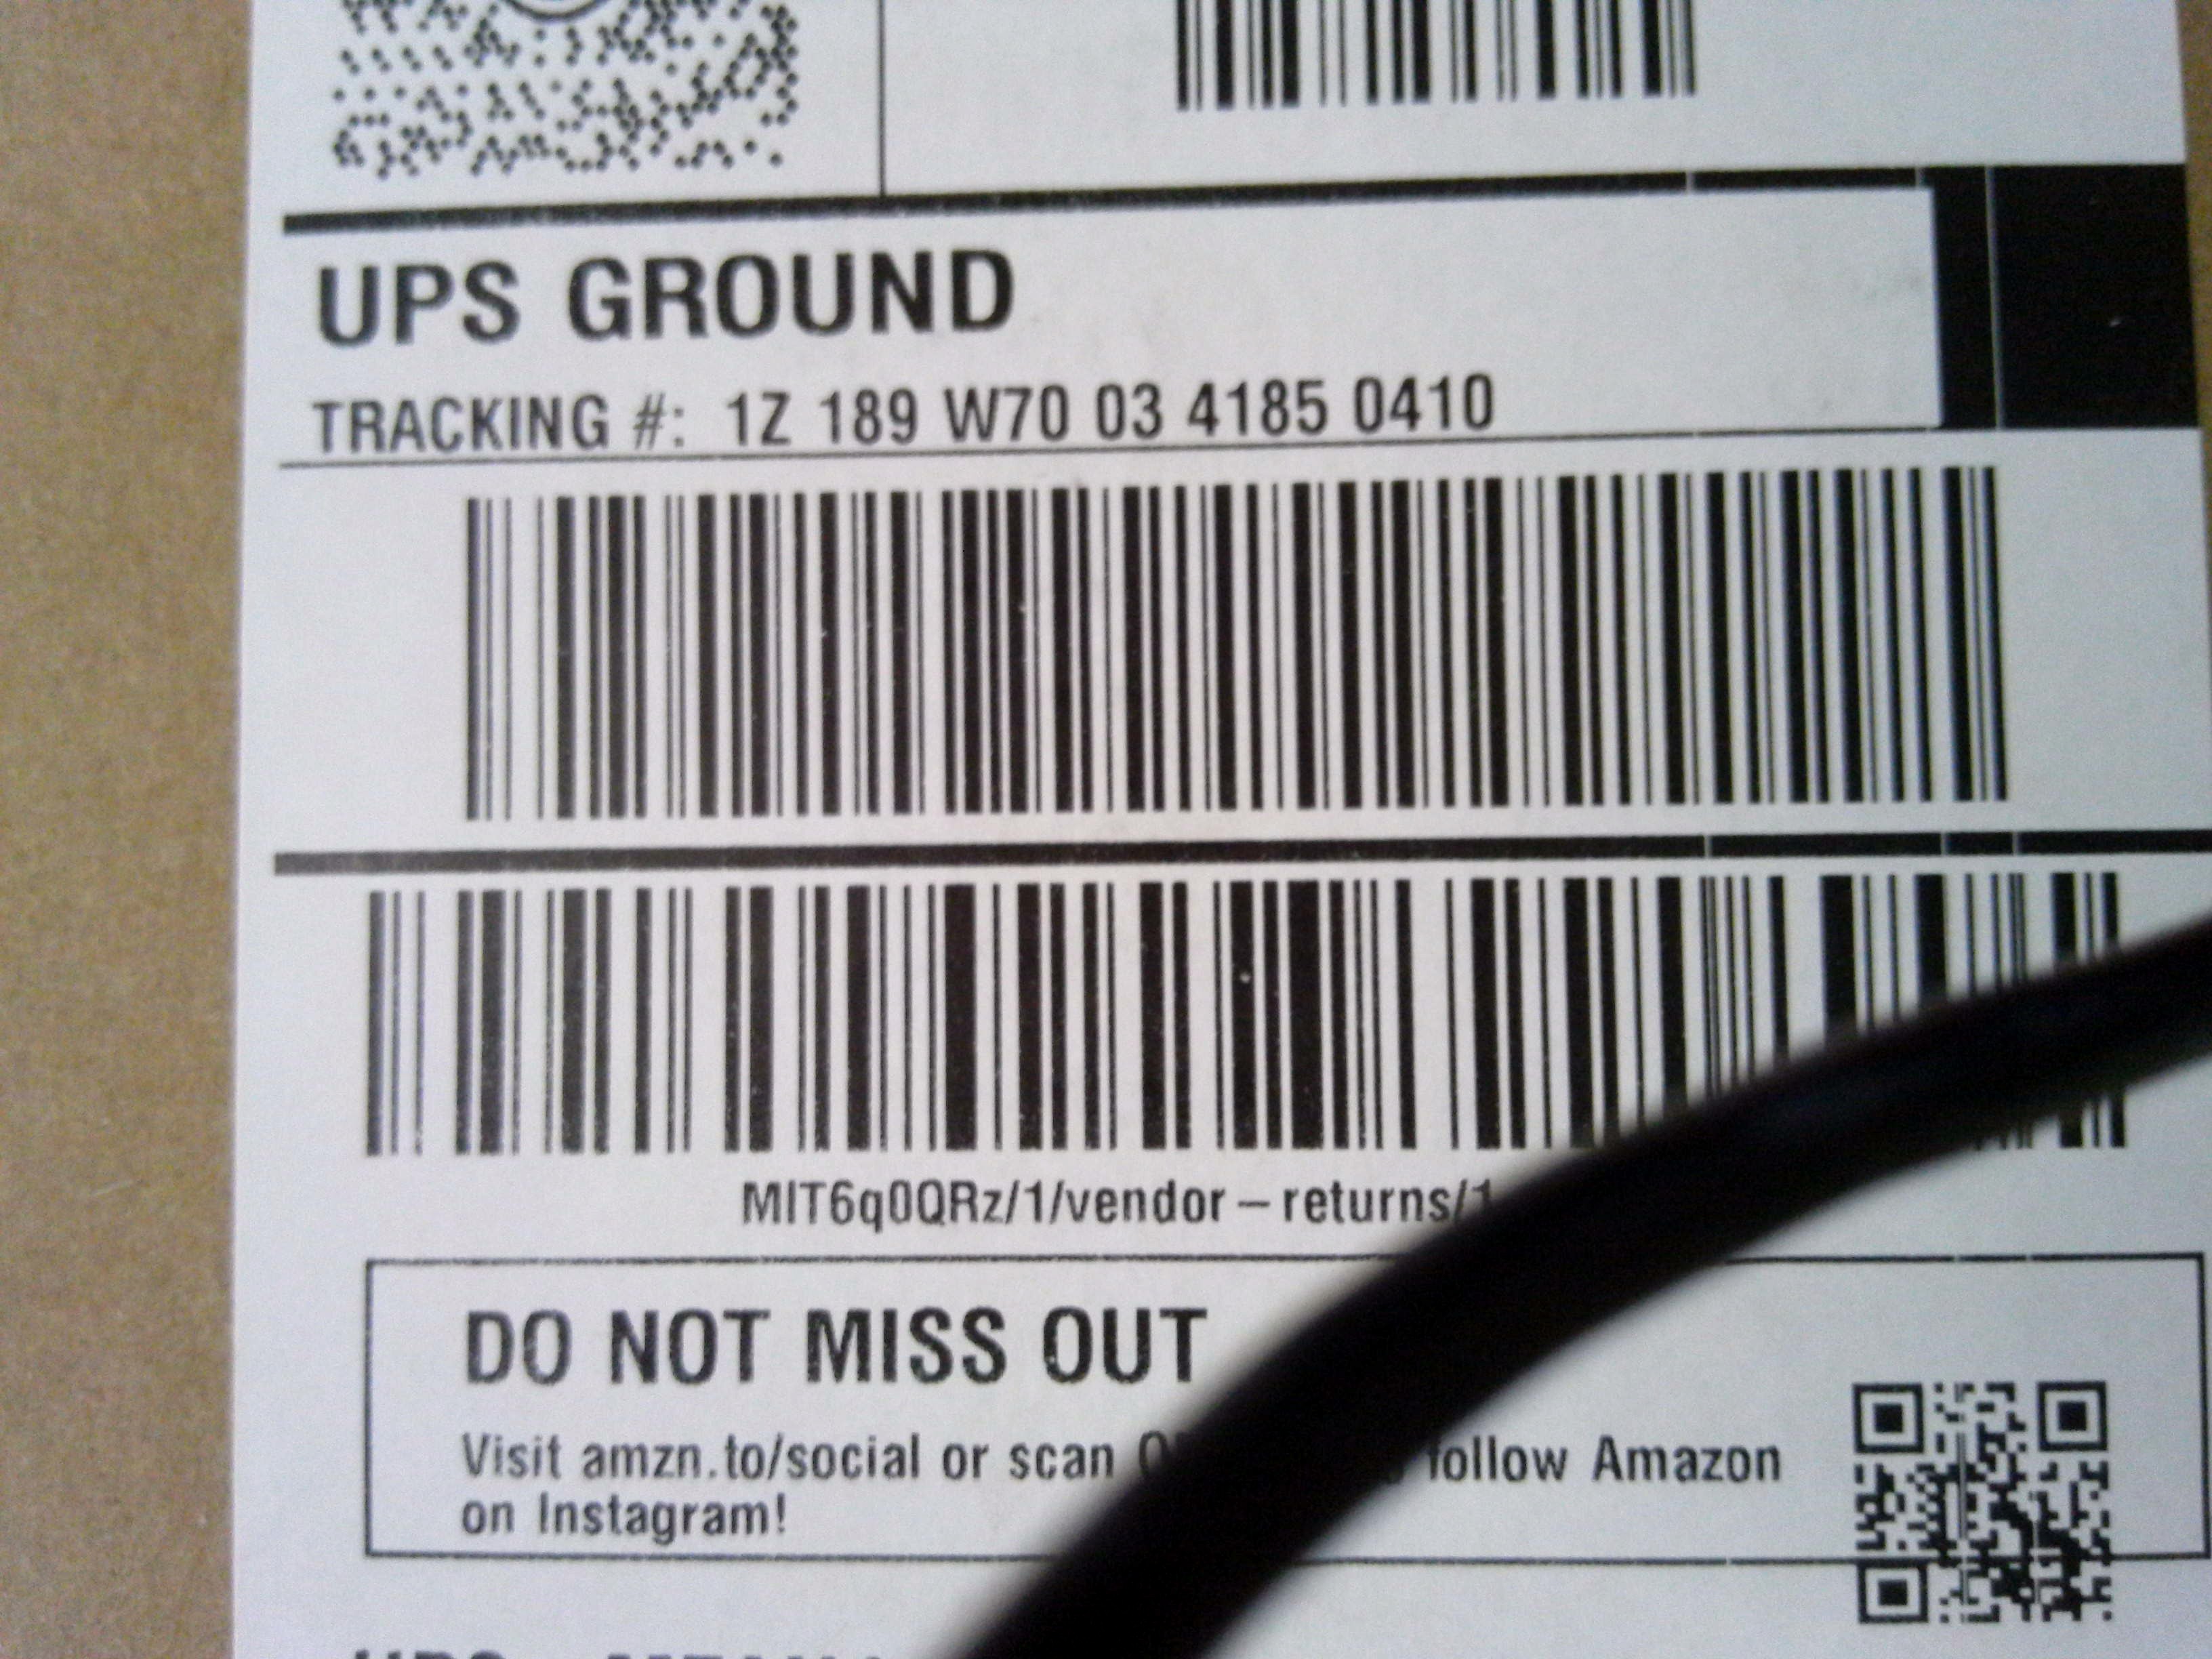 UPS GROUND
TRACKING #: 1Z 189 W70 03 4185 0410
MIT6q0QRz/1/vendor-returns/1
DO NOT MISS OUT
Visit amzn.to/social or scan follow Amazon
on Instagram!
UPS